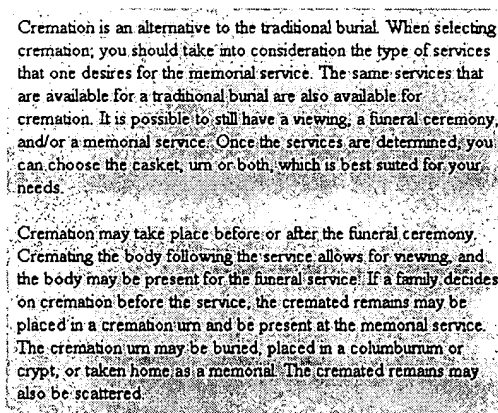 Cremation is an alternative to the traditional burial. When selecting
cremation; you should take into consideration the type of services
that one desires for the memorial service. The same services that
are available for a traditional burial are also available for
cremation. It is possible to still have a viewing, a funeral ceremony,
and/or a memorial service. Once the services are determined, you
can choose the casket, urn or both, which is best suited for your
needs.

Cremation may take place before or after the funeral ceremony.
Cremating the body following the service allows for viewing, and
the body may be present for the funeral service. If a family decides
on cremation before the service, the cremated remains may be
placed in a cremation urn and be present at the memorial service.
The cremation urn may be buried, placed in a columbarium or
crypt, or taken home as a memorial. The cremated remains may
also be scattered.